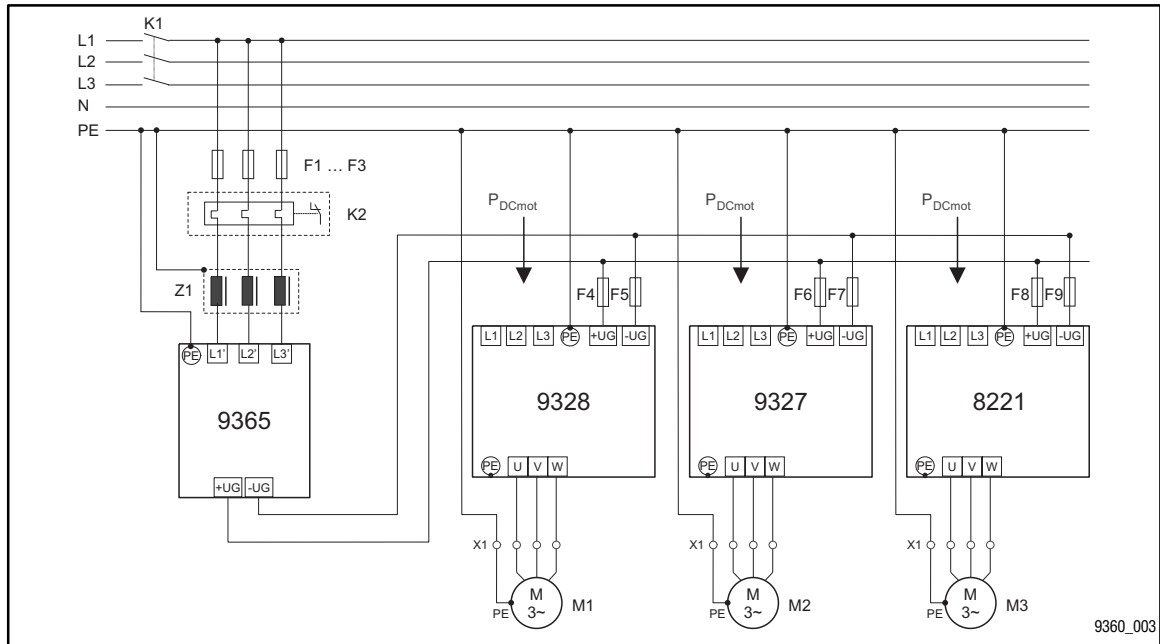 K1
L1
L2
L3
N
PE
F1 ... F3
K2
Z1
PE L1' L2' L3'
9365
+UG -UG
PDCmot PDCmot PDCmot
F4 F5 F6 F7 F8 F9
L1 L2 L3 PE +UG -UG
9328
PE U V W
X1
M
3~
PE
M1
L1 L2 L3 PE +UG -UG
9327
PE U V W
X1
M
3~
PE
M2
L1 L2 L3 PE +UG -UG
8221
PE U V W
X1
M
3~
PE
M3
9360_003